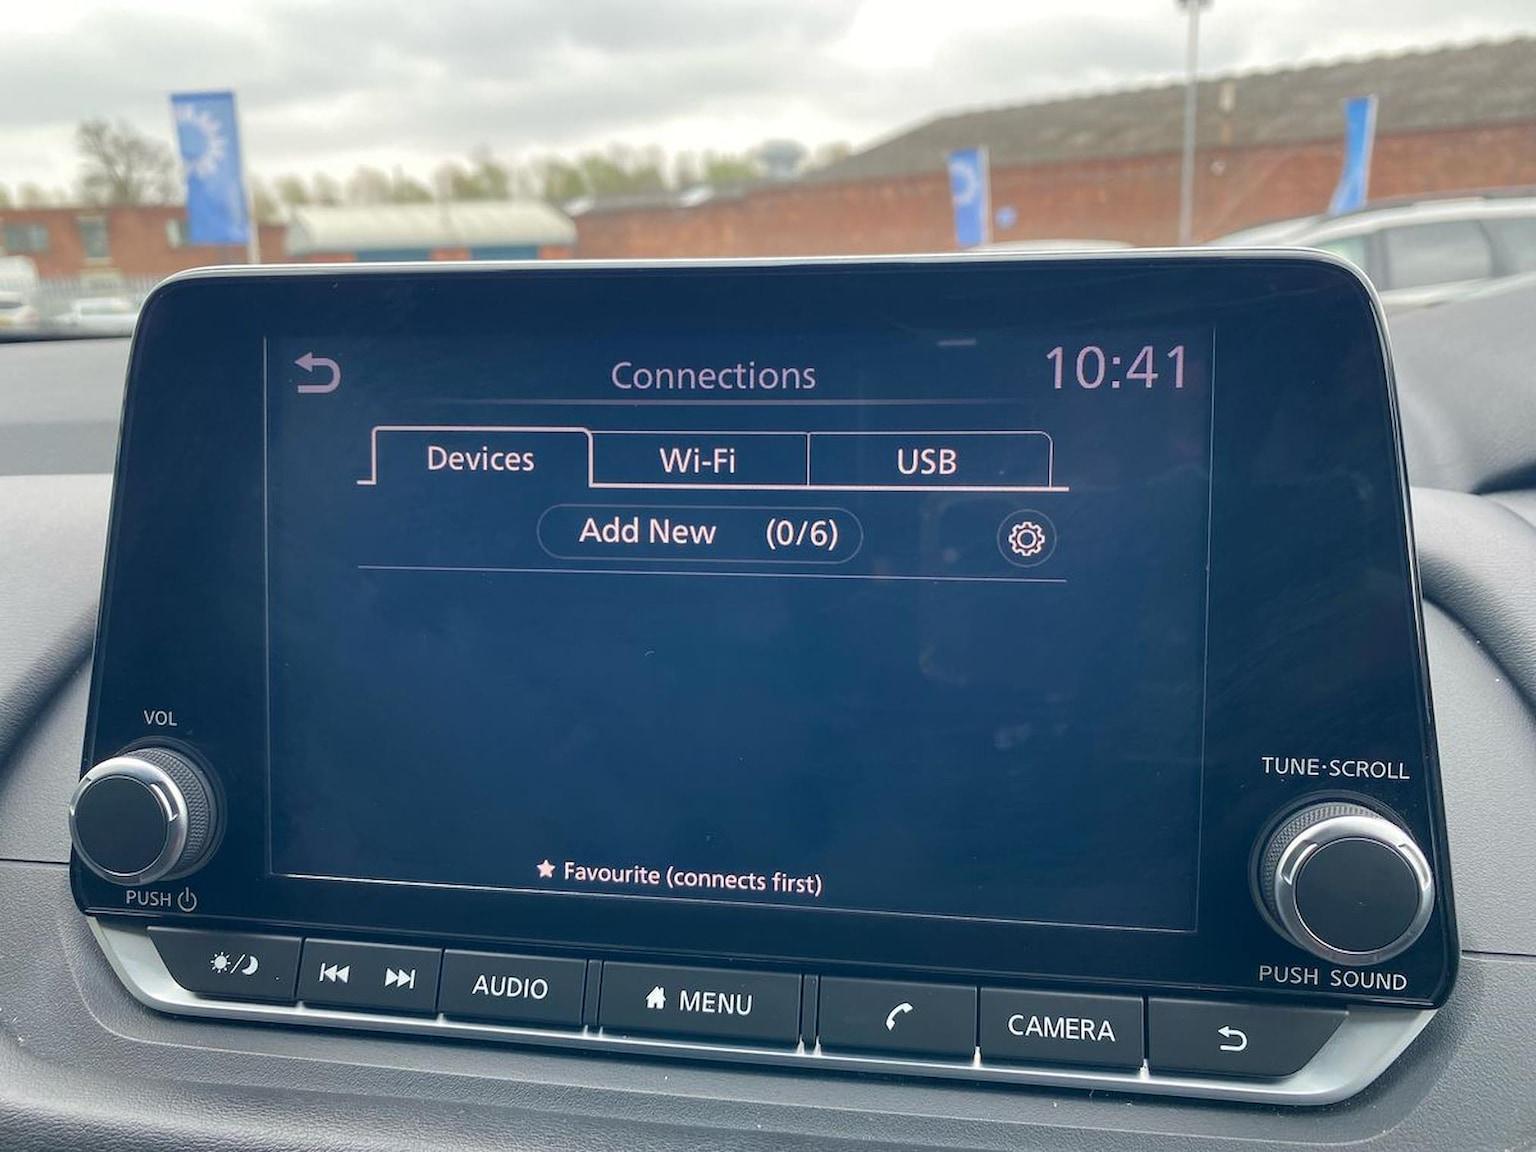 Connections
10:41
Devices
Wi-Fi
USB
Add New (0/6)
Favourite (connects first)
VOL
PUSH
TUNE·SCROLL
PUSH SOUND
AUDIO
MENU
CAMERA